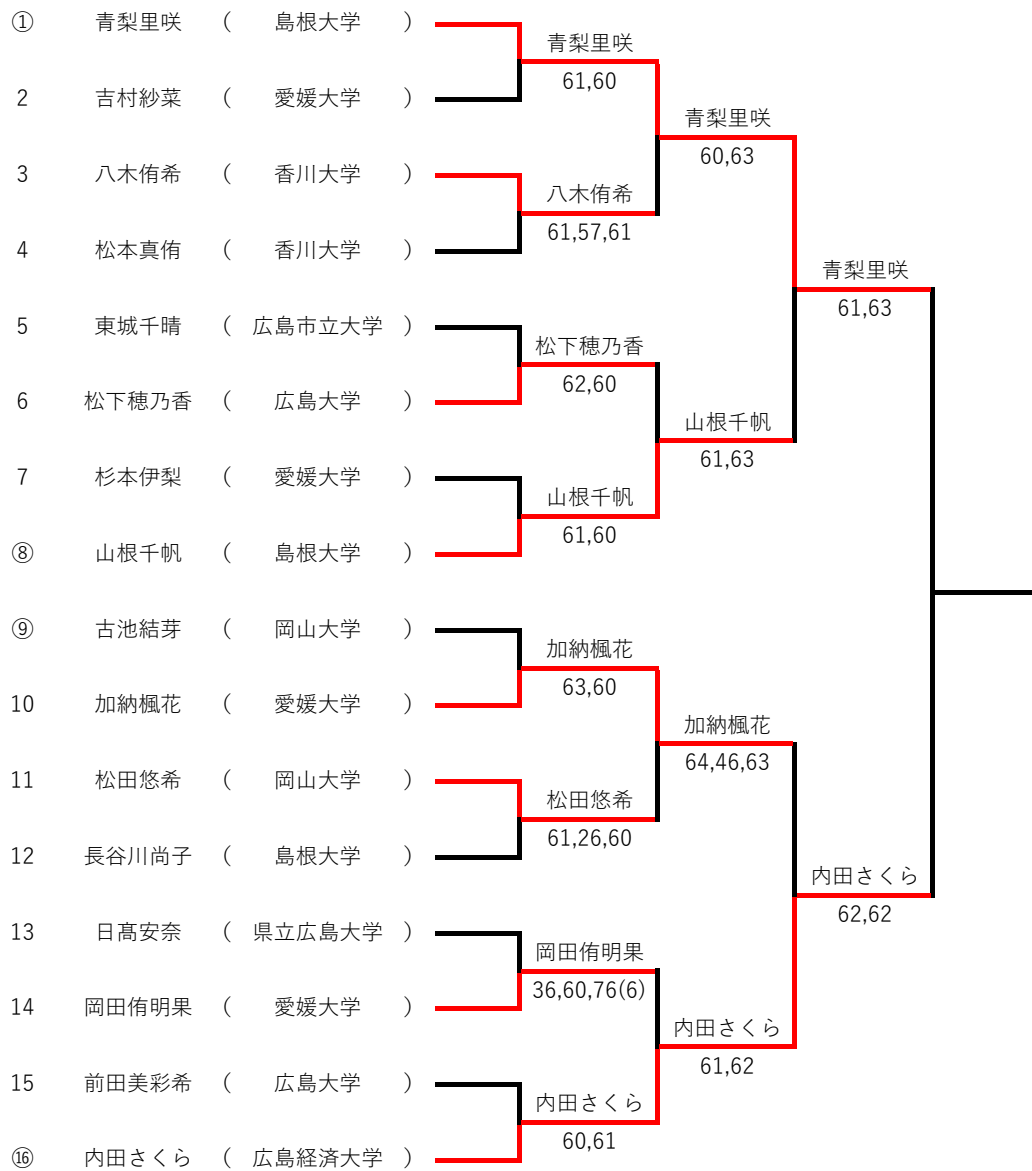 ① 青梨里咲 （ 島根大学 ）
青梨里咲
61,60
2 吉村紗菜 （ 愛媛大学 ）
青梨里咲
60,63
3 八木侑希 （ 香川大学 ）
八木侑希
61,57,61
4 松本真侑 （ 香川大学 ）
青梨里咲
61,63
5 東城千晴 （ 広島市立大学 ）
松下穂乃香
62,60
6 松下穂乃香 （ 広島大学 ）
山根千帆
61,63
7 杉本伊梨 （ 愛媛大学 ）
山根千帆
61,60
⑧ 山根千帆 （ 島根大学 ）
⑨ 古池結芽 （ 岡山大学 ）
加納楓花
63,60
10 加納楓花 （ 愛媛大学 ）
加納楓花
64,46,63
11 松田悠希 （ 岡山大学 ）
松田悠希
61,26,60
12 長谷川尚子 （ 島根大学 ）
内田さくら
62,62
13 日髙安奈 （ 県立広島大学 ）
岡田侑明果
36,60,76(6)
14 岡田侑明果 （ 愛媛大学 ）
内田さくら
61,62
15 前田美彩希 （ 広島大学 ）
内田さくら
60,61
⑯ 内田さくら （ 広島経済大学 ）